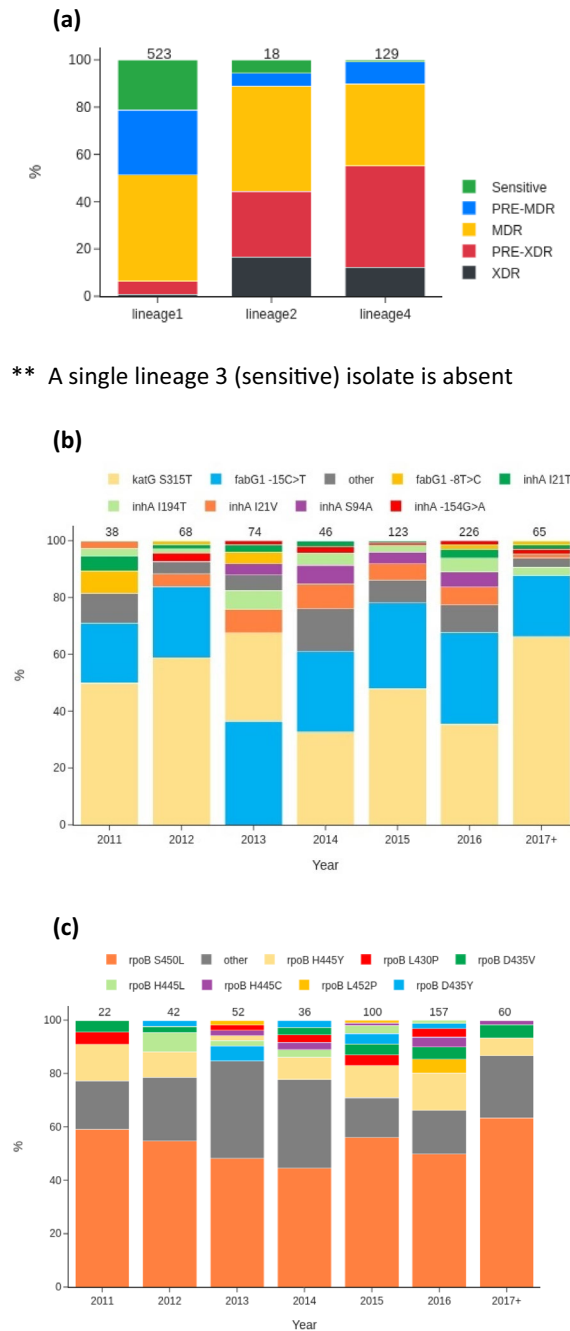 (a)
523 18 129
100
80
60
40
20
0
%
lineage1 lineage2 lineage4
Sensitive
PRE-MDR
MDR
PRE-XDR
XDR
** A single lineage 3 (sensitive) isolate is absent
(b)
katG S315T fabG1 -15C>T other fabG1 -8T>C inhA I21T
inhA I194T inhA I21V inhA S94A inhA -154G>A
38 68 74 46 123 226 65
100
80
60
40
20
0
%
2011 2012 2013 2014 2015 2016 2017+
Year
(c)
rpoB S450L other rpoB H445Y rpoB L430P rpoB D435V
rpoB H445L rpoB H445C rpoB L452P rpoB D435Y
22 42 52 36 100 157 60
100
80
60
40
20
0
%
2011 2012 2013 2014 2015 2016 2017+
Year